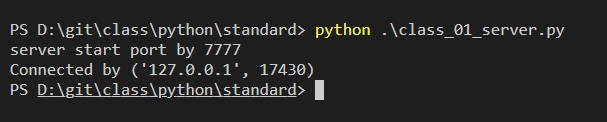 PS D:\git\class\python\standard> python .\class_01_server.py
server start port by 7777
Connected by ('127.0.0.1', 17430)
PS D:\git\class\python\standard>